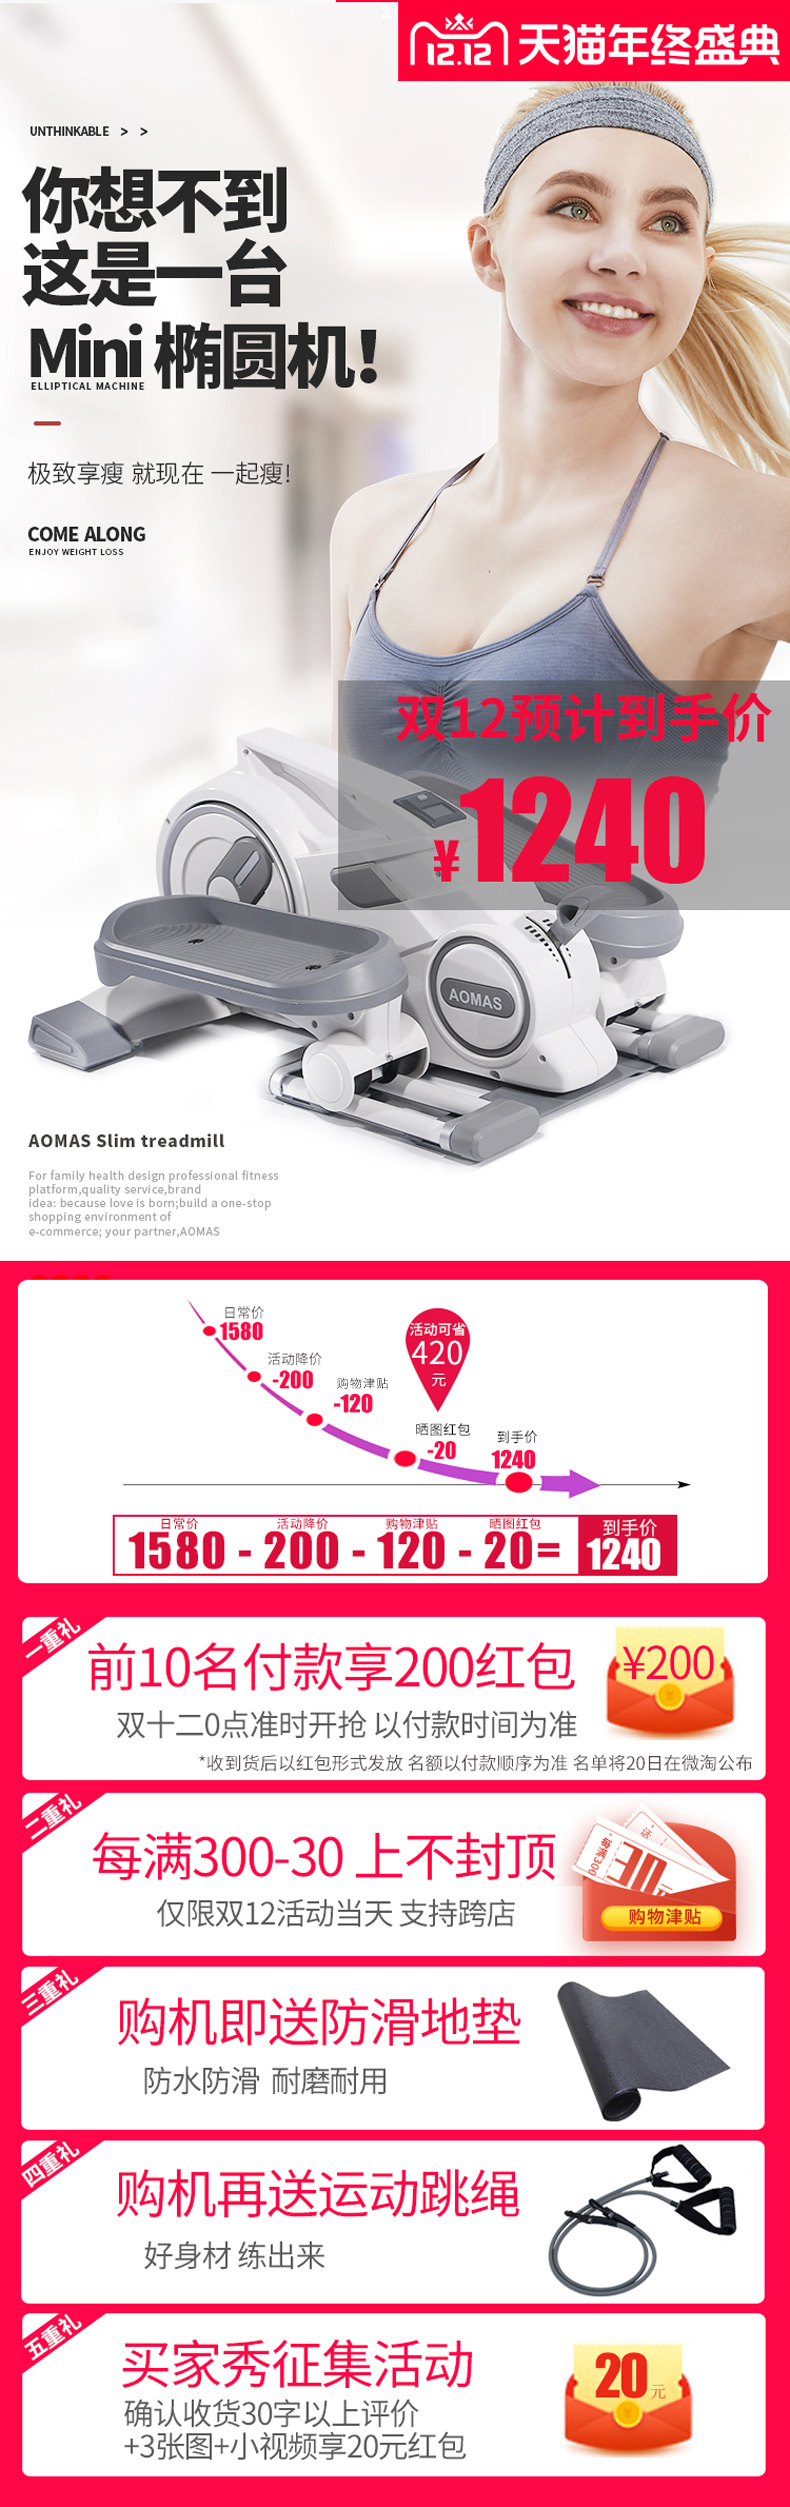 12.12 天猫年终盛典
UNTHINKABLE > >
你想不到
这是一台
Mini 椭圆机!
ELLIPTICAL MACHINE
极致享瘦 就现在 一起瘦!
COME ALONG
ENJOY WEIGHT LOSS
双12预计到手价
¥1240
AOMAS
AOMAS Slim treadmill
For family health design professional fitness
platform,quality service,brand
idea: because love is born;build a one-stop
shopping environment of
e-commerce; your partner,AOMAS
日常价
1580
活动降价
-200
购物津贴
-120
活动可省
420
元
晒图红包
-20
到手价
1240
日常价 活动降价 购物津贴 晒图红包 到手价
1580 - 200 - 120 - 20= 1240
一重礼
前10名付款享200红包
¥200
双十二0点准时开抢 以付款时间为准
*收到货后以红包形式发放 名额以付款顺序为准 名单将20日在微淘公布
二重礼
每满300-30 上不封顶
仅限双12活动当天 支持跨店
送
每满300
30
购物津贴
三重礼
购机即送防滑地垫
防水防滑 耐磨耐用
四重礼
购机再送运动跳绳
好身材 练出来
五重礼
买家秀征集活动
确认收货30字以上评价
+3张图+小视频享20元红包
20元